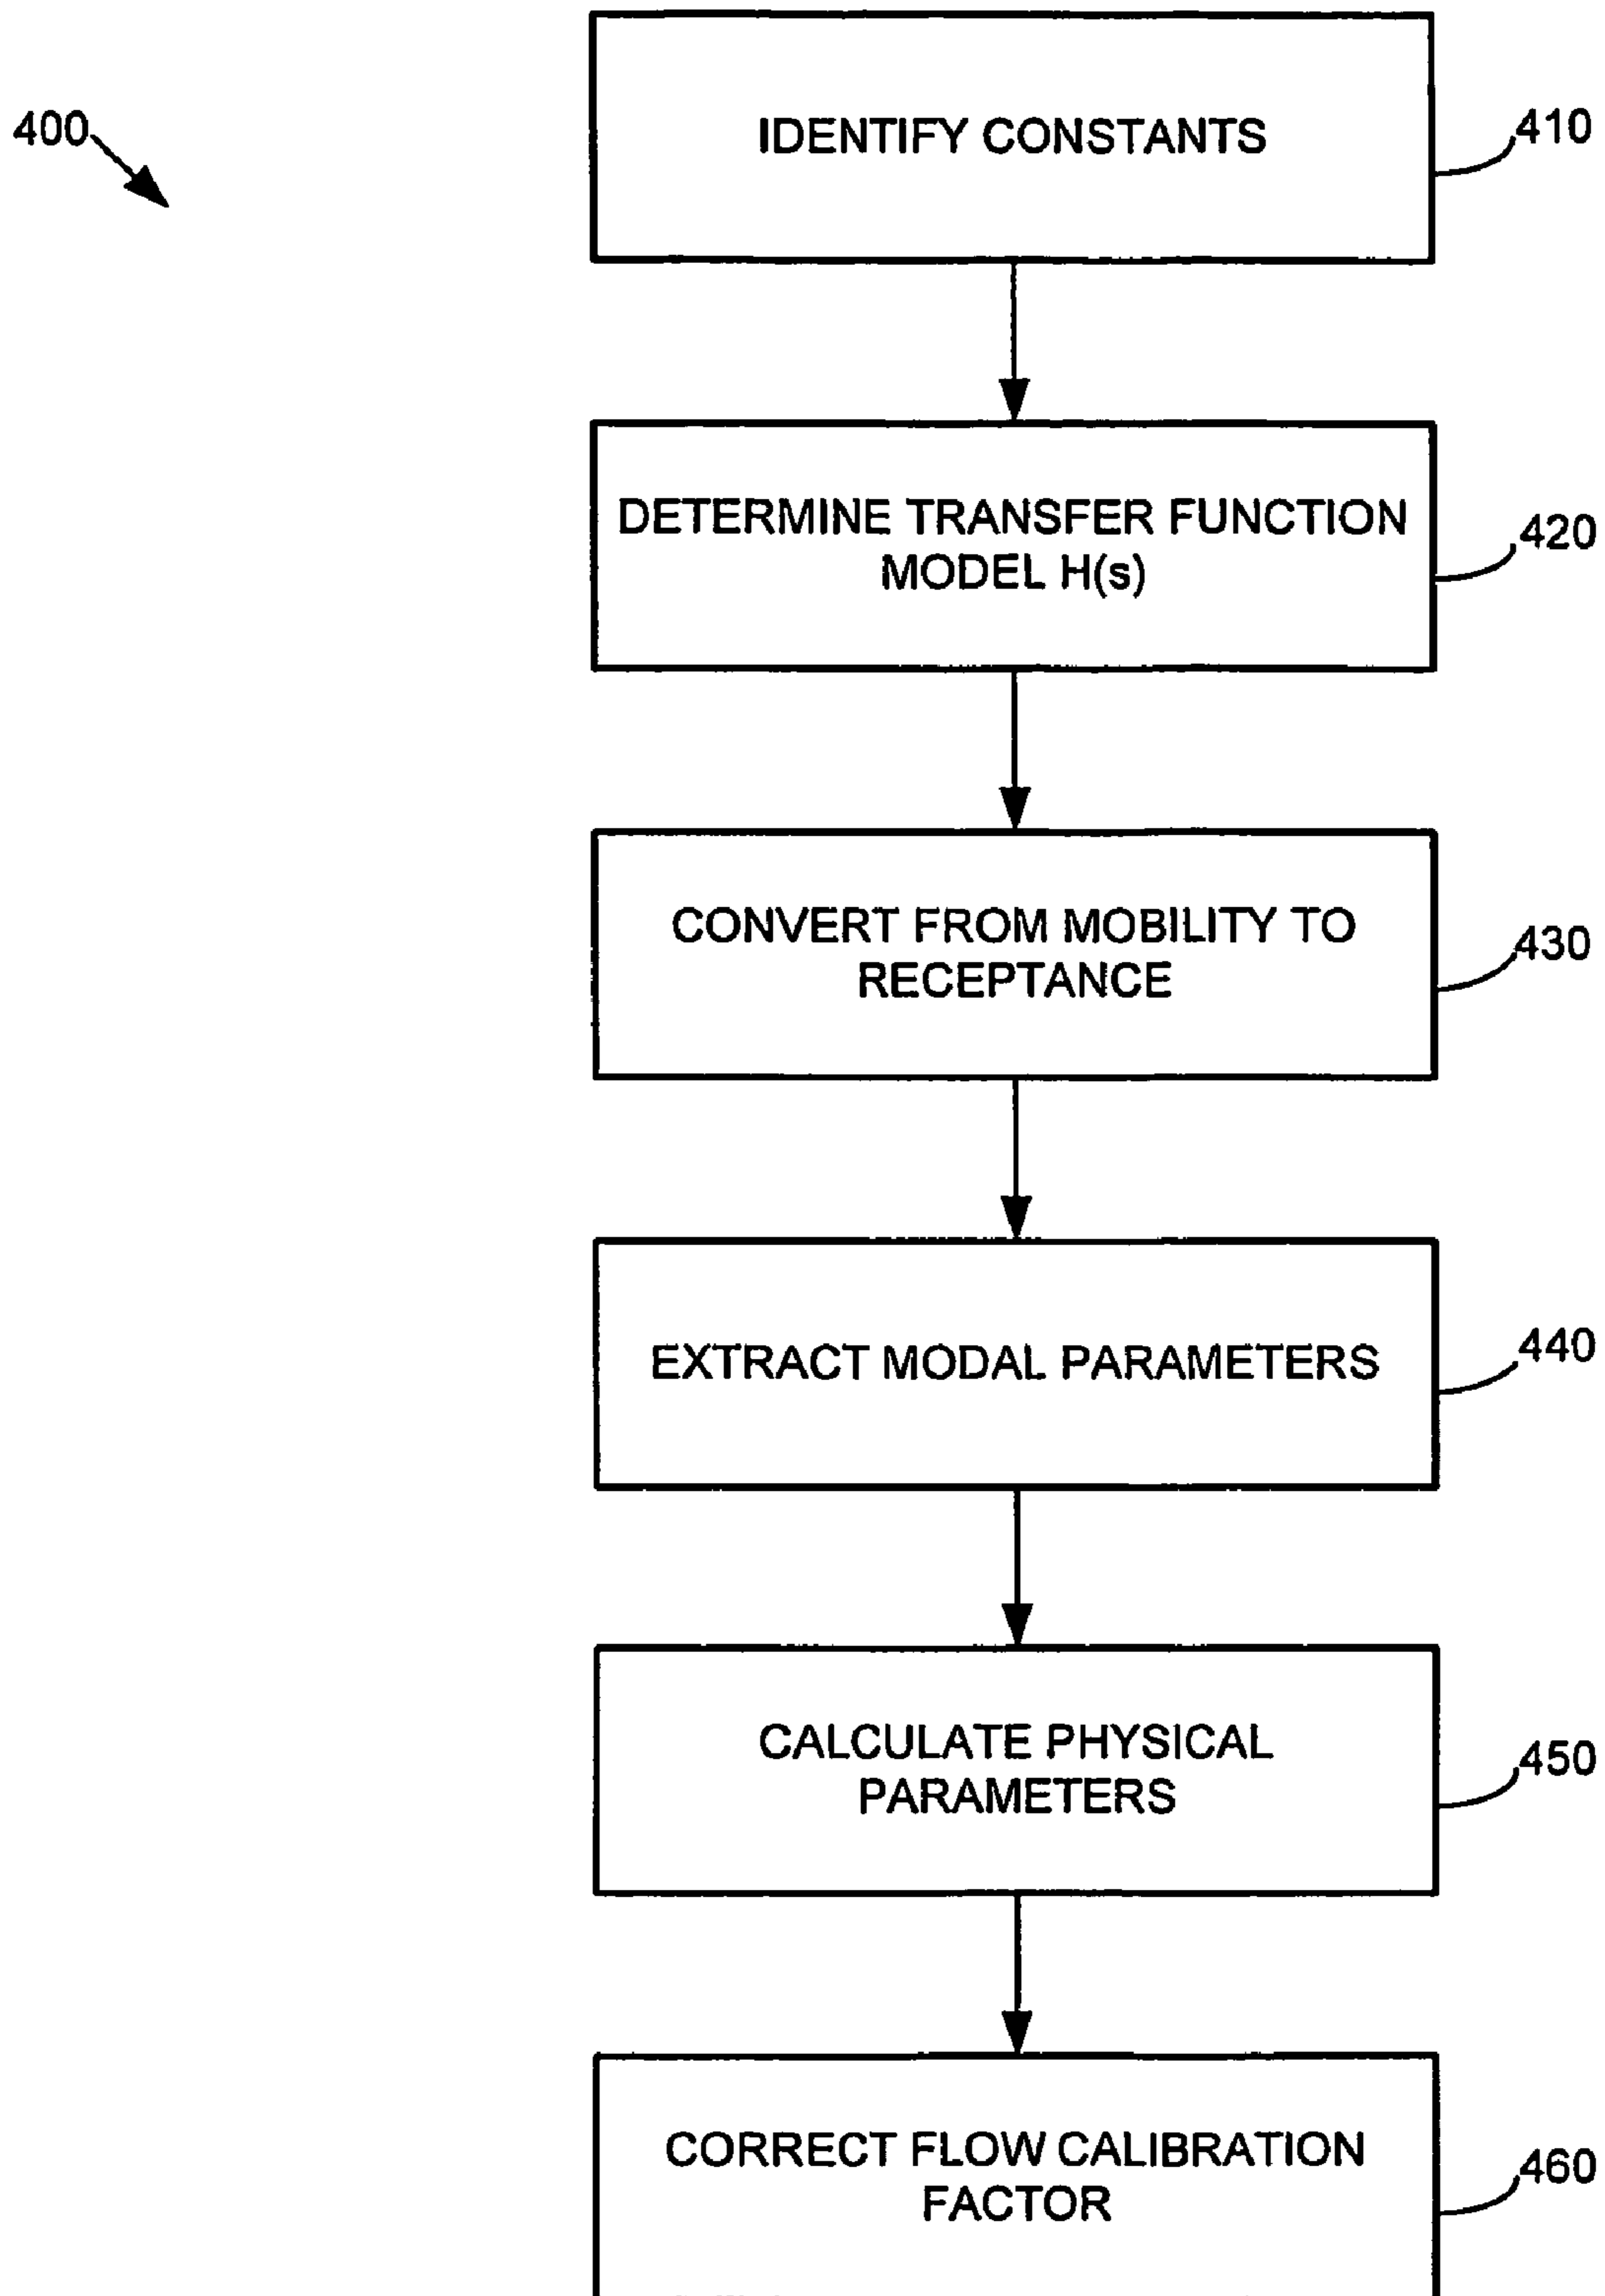 400
IDENTIFY CONSTANTS
410
DETERMINE TRANSFER FUNCTION
MODEL H(s)
420
CONVERT FROM MOBILITY TO
RECEPTANCE
430
EXTRACT MODAL PARAMETERS
440
CALCULATE PHYSICAL
PARAMETERS
450
CORRECT FLOW CALIBRATION
FACTOR
460